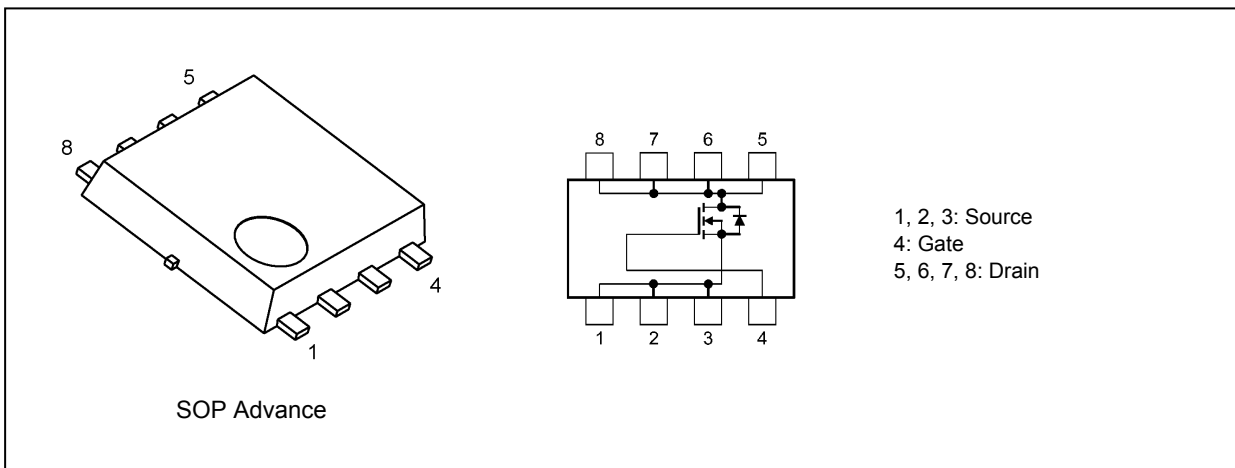 5
8
4
1
SOP Advance
8 7 6 5
1 2 3 4
1, 2, 3: Source
4: Gate
5, 6, 7, 8: Drain